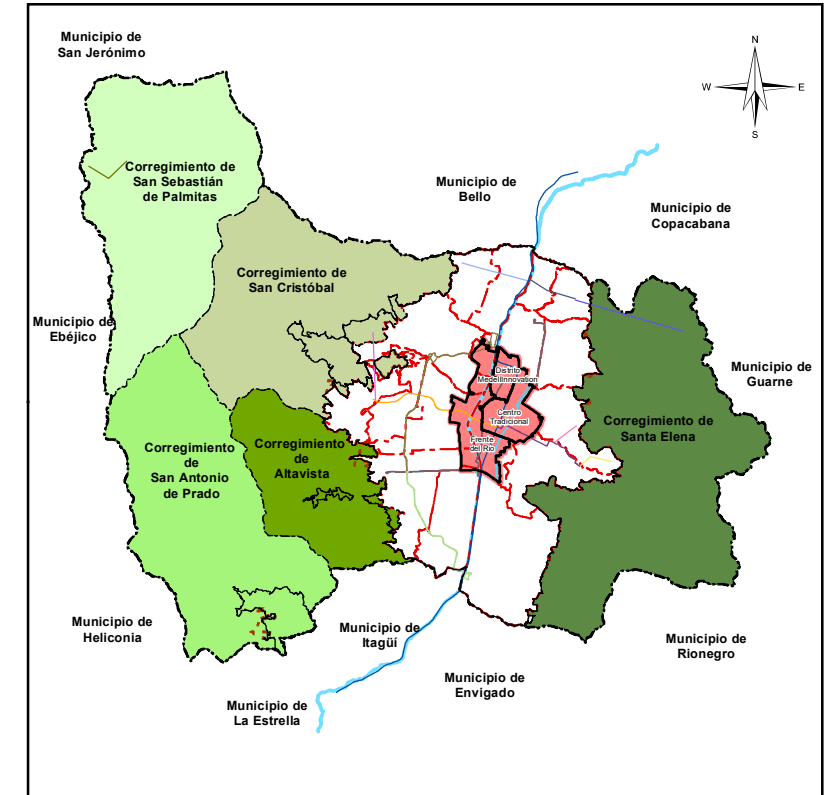 Municipio de
San Jerónimo
N
W
E
S
Corregimiento de
San Sebastián
de Palmitas
Municipio de
Bello
Municipio de
Copacabana
Corregimiento de
San Cristóbal
Municipio de
Ebéjico
Distrito
Medellinnovation
Municipio de
Guarne
Centro
Tradicional
Corregimiento de
Santa Elena
Frente
del Río
Corregimiento
de
Altavista
Corregimiento
de
San Antonio
de Prado
Municipio de
Heliconia
Municipio de
Itagüí
Municipio de
Rionegro
Municipio de
Envigado
Municipio de
La Estrella